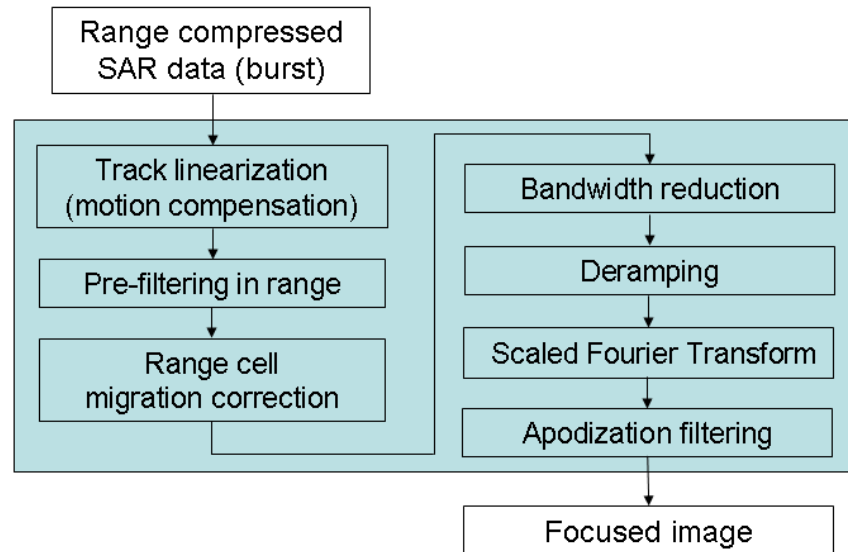 Range compressed
SAR data (burst)
Track linearization
(motion compensation)
Pre-filtering in range
Range cell
migration correction
Bandwidth reduction
Deramping
Scaled Fourier Transform
Apodization filtering
Focused image